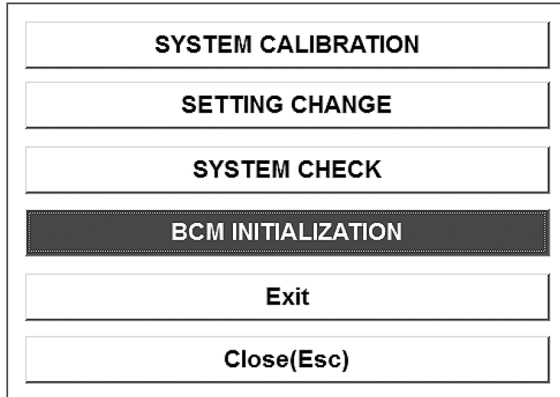 SYSTEM CALIBRATION
SETTING CHANGE
SYSTEM CHECK
BCM INITIALIZATION
Exit
Close(Esc)